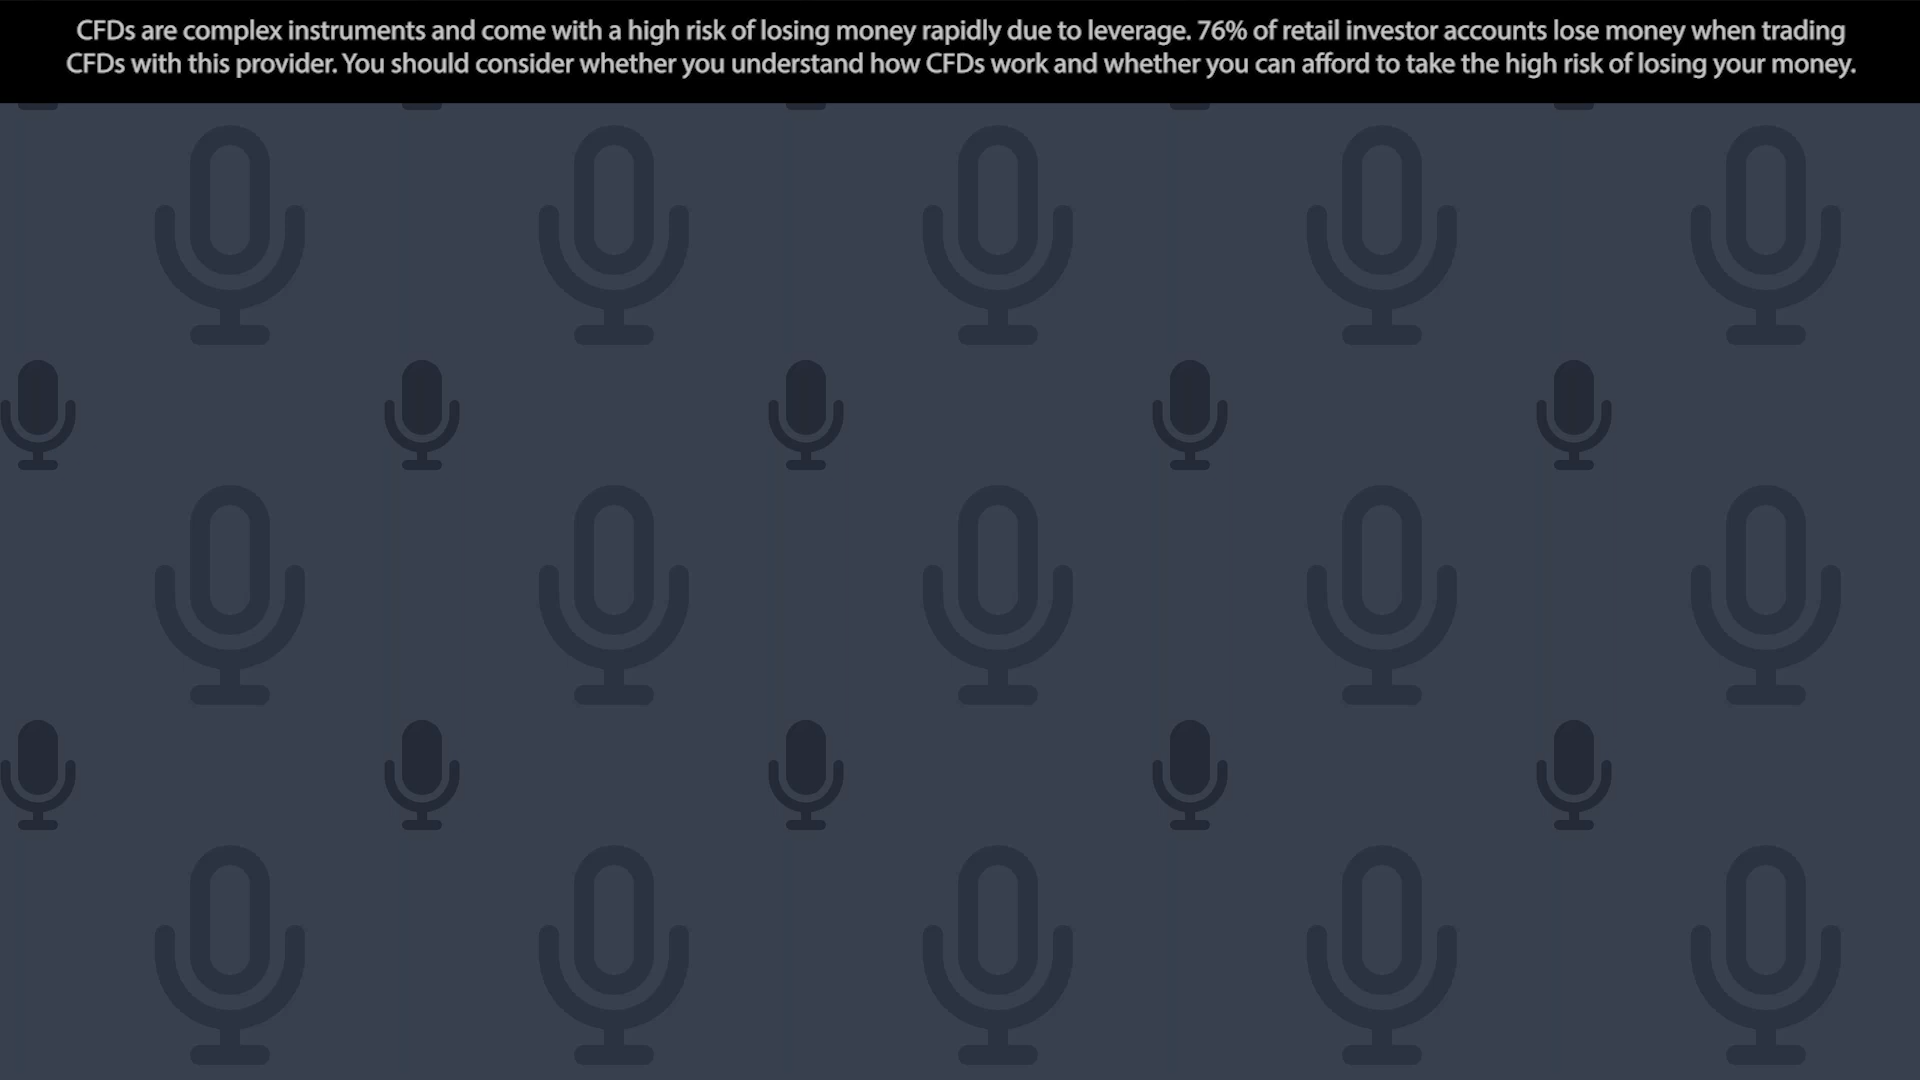 CFDs are complex instruments and come with a high risk of losing money rapidly due to leverage. 76% of retail investor accounts lose money when trading
CFDs with this provider. You should consider whether you understand how CFDs work and whether you can afford to take the high risk of losing your money.